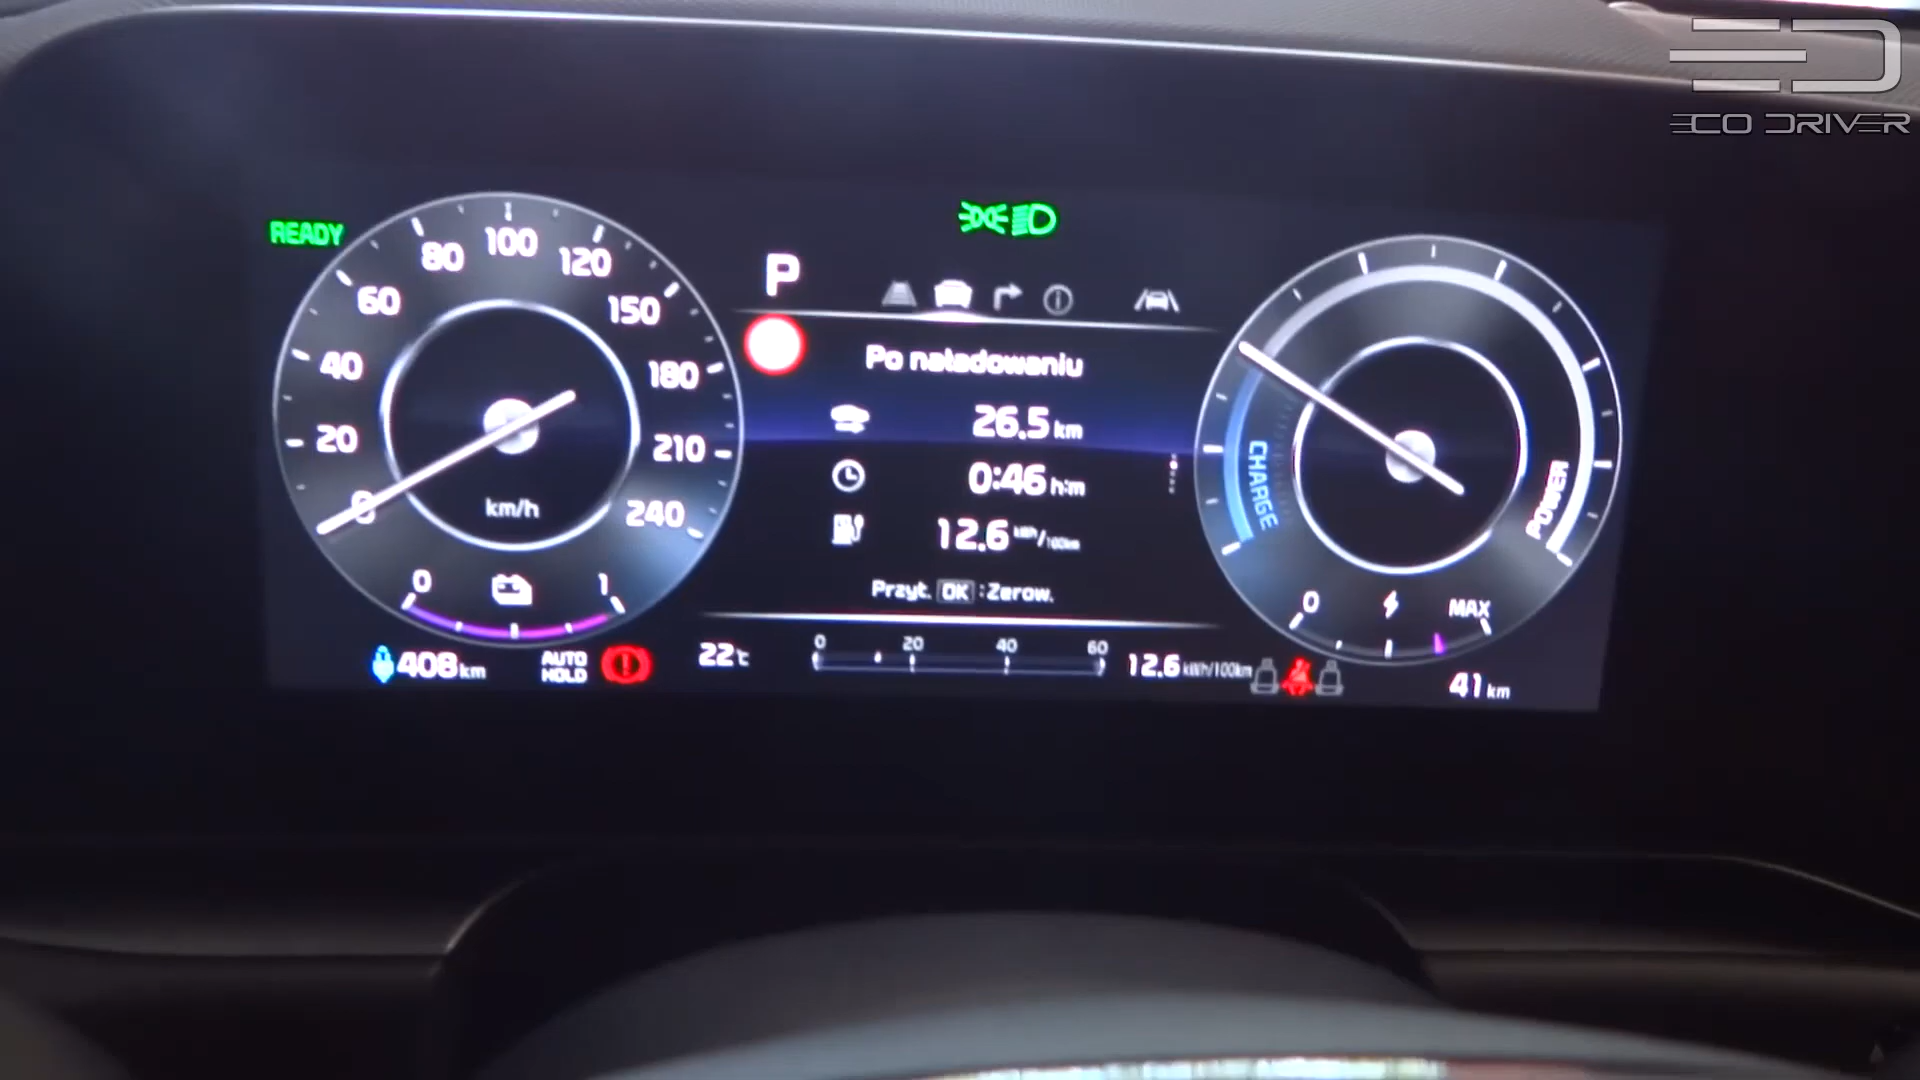 ECO DRIVER
READY
0
20
40
60
80
100
120
150
180
210
240
km/h
0 1
408 km
AUTO
HOLD
P
Po naładowaniu
26.5 km
0:46 h:m
12.6 kWh/100km
Przyt. OK : Zerow.
22°C
0 20 40 60
12.6 kWh/100km
CHARGE
POWER
0 MAX
41 km